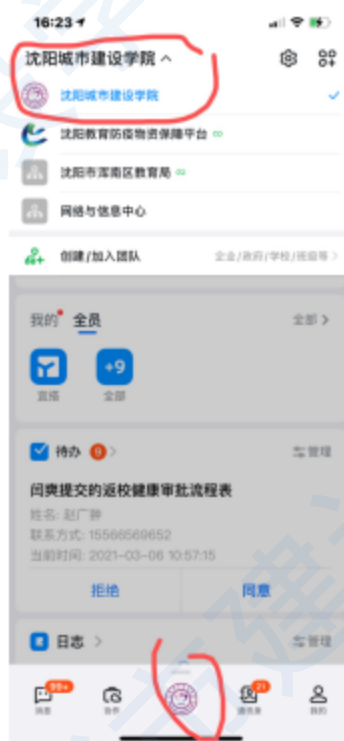 16:23
沈阳城市建设学院
沈阳城市建设学院
沈阳教育防疫物资保障平台
沈阳市浑南区教育局
网络与信息中心
创建/加入团队 企业/政府/学校/班组等 >
我的 全员 全部 >
+9
宜搭 全部
待办 9 > 管理
闫爽提交的返校健康审批流程表
姓名: 赵广翀
联系方式: 15566569652
当前时间: 2021-03-06 10:57:15
拒绝 同意
日志 > 管理
99+ 21
消息 协作 通讯录 我的